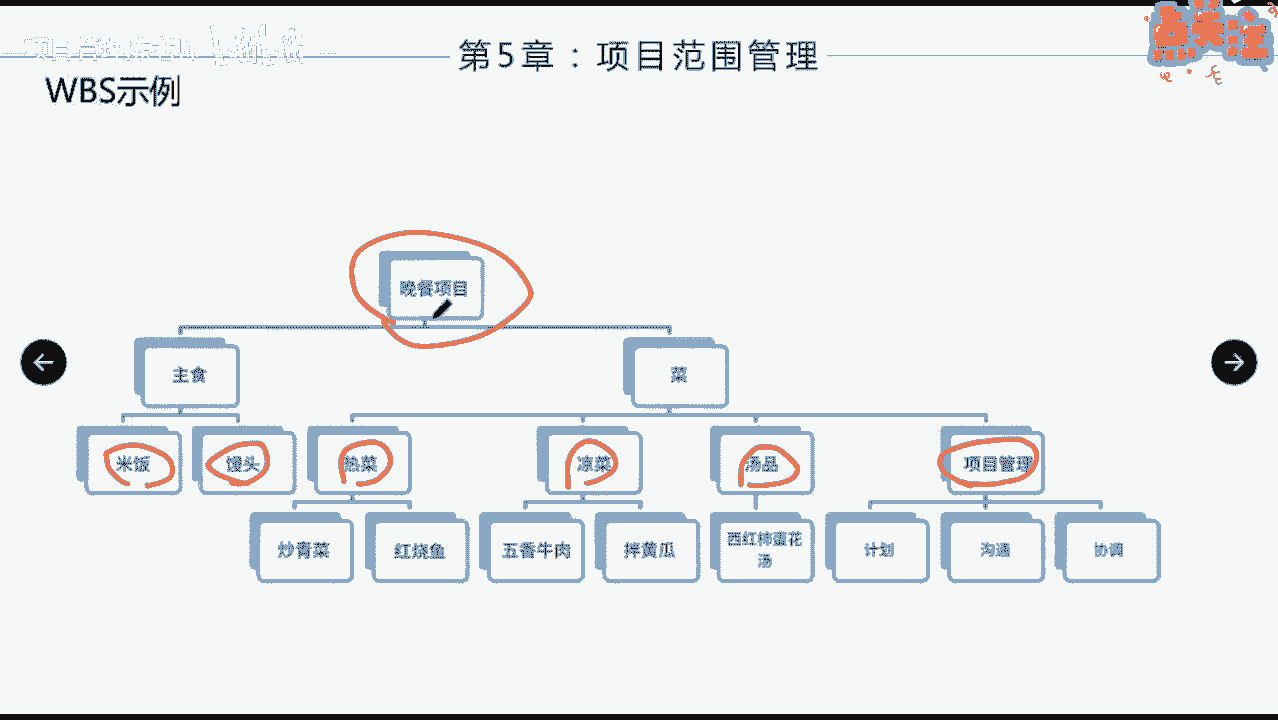 第5章：项目范围管理
WBS示例
晚餐项目
主食
菜
米饭
馒头
热菜
凉菜
汤品
项目管理
炒青菜
红烧鱼
五香牛肉
拌黄瓜
西红柿蛋花
汤
计划
沟通
协调
点关注